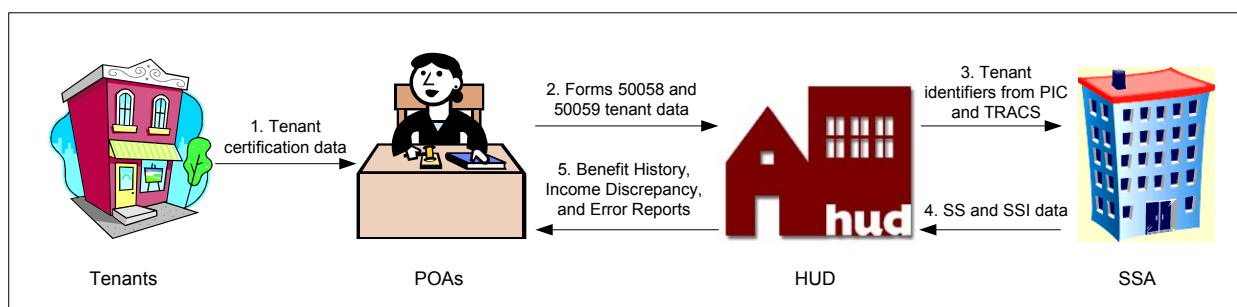 1. Tenant
certification data
2. Forms 50058 and
50059 tenant data
3. Tenant
identifiers from PIC
and TRACS
5. Benefit History,
Income Discrepancy,
and Error Reports
hud
4. SS and SSI data
Tenants
POAs
HUD
SSA